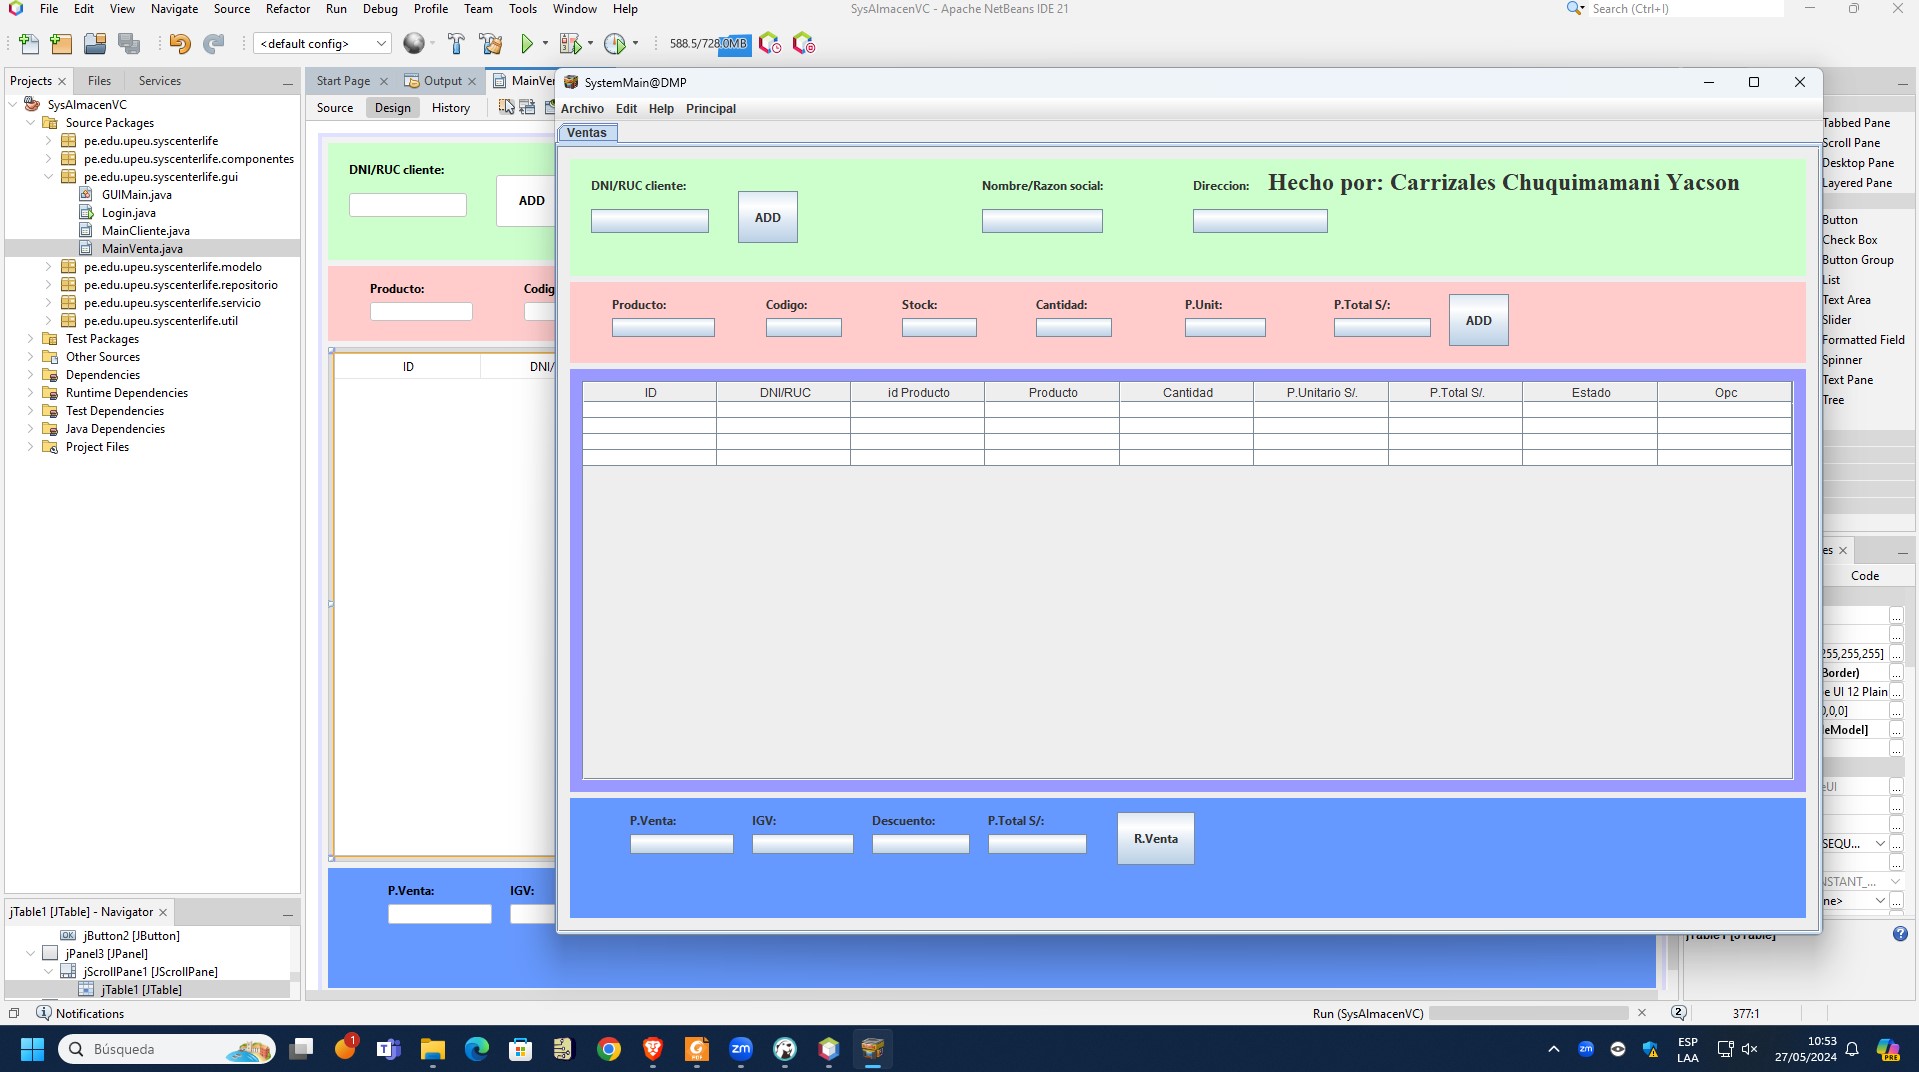 File Edit View Navigate Source Refactor Run Debug Profile Team Tools Window Help
SysAlmacenVC - Apache NetBeans IDE 21
Search (Ctrl+I)
<default config>
588.5/728.0MB
Projects Files Services
Start Page Output MainVen
SysAlmacenVC
Source Packages
pe.edu.upeu.syscenterlife
pe.edu.upeu.syscenterlife.componentes
pe.edu.upeu.syscenterlife.gui
GUIMain.java
Login.java
MainCliente.java
MainVenta.java
pe.edu.upeu.syscenterlife.modelo
pe.edu.upeu.syscenterlife.repositorio
pe.edu.upeu.syscenterlife.servicio
pe.edu.upeu.syscenterlife.util
Test Packages
Other Sources
Dependencies
Runtime Dependencies
Test Dependencies
Java Dependencies
Project Files
jTable1 [JTable] - Navigator
jButton2 [JButton]
jPanel3 [JPanel]
jScrollPane1 [JScrollPane]
jTable1 [JTable]
Source Design History
DNI/RUC cliente:
ADD
Producto: Codig
ID DNI/
P.Venta: IGV:
SystemMain@DMP
Archivo Edit Help Principal
Ventas
DNI/RUC cliente: Nombre/Razon social: Direccion: Hecho por: Carrizales Chuquimamani Yacson
ADD
Producto: Codigo: Stock: Cantidad: P.Unit: P.Total S/:
ADD
ID DNI/RUC id Producto Producto Cantidad P.Unitario S/. P.Total S/. Estado Opc
P.Venta: IGV: Descuento: P.Total S/:
R.Venta
Tabbed Pane
Scroll Pane
Desktop Pane
Layered Pane
Button
Check Box
Button Group
List
Text Area
Slider
Formatted Field
Spinner
Text Pane
Tree
es
Code
255,255,255]
Border)
e UI 12 Plain
0,0,0]
leModel]
eUI
SEQU...
NSTANT_...
ne>
jTable1 [JTable]
Notifications
Run (SysAlmacenVC)
2
377:1
Búsqueda
1
zm
zm
ESP
LAA
10:53
27/05/2024
PRE